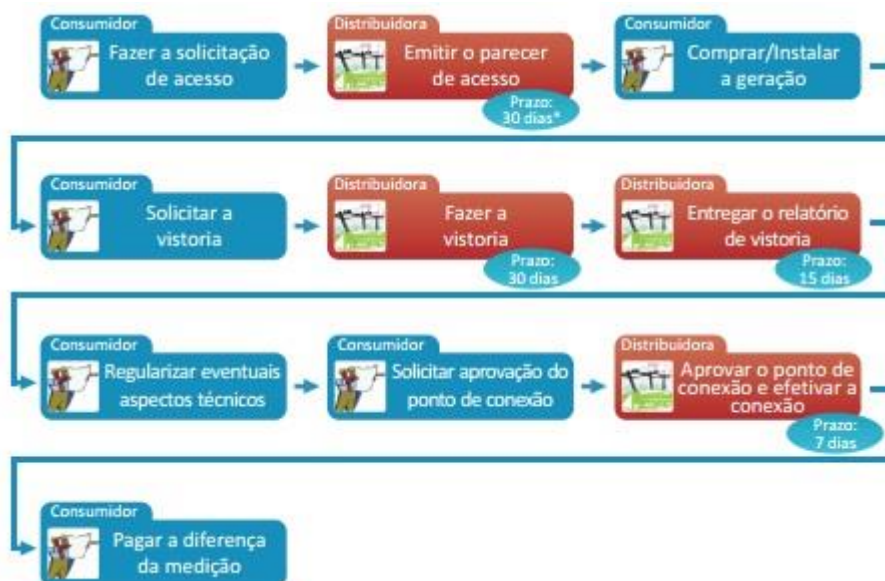 Consumidor
Fazer a solicitação
de acesso
Distribuidora
Emitir o parecer
de acesso
Prazo:
30 dias*
Consumidor
Comprar/Instalar
a geração
Consumidor
Solicitar a
vistoria
Distribuidora
Fazer a
vistoria
Prazo:
30 dias
Distribuidora
Entregar o relatório
de vistoria
Prazo:
15 dias
Consumidor
Regularizar eventuais
aspectos técnicos
Consumidor
Solicitar aprovação do
ponto de conexão
Distribuidora
Aprovar o ponto de
conexão e efetivar a
conexão
Prazo:
7 dias
Consumidor
Pagar a diferença
da medição